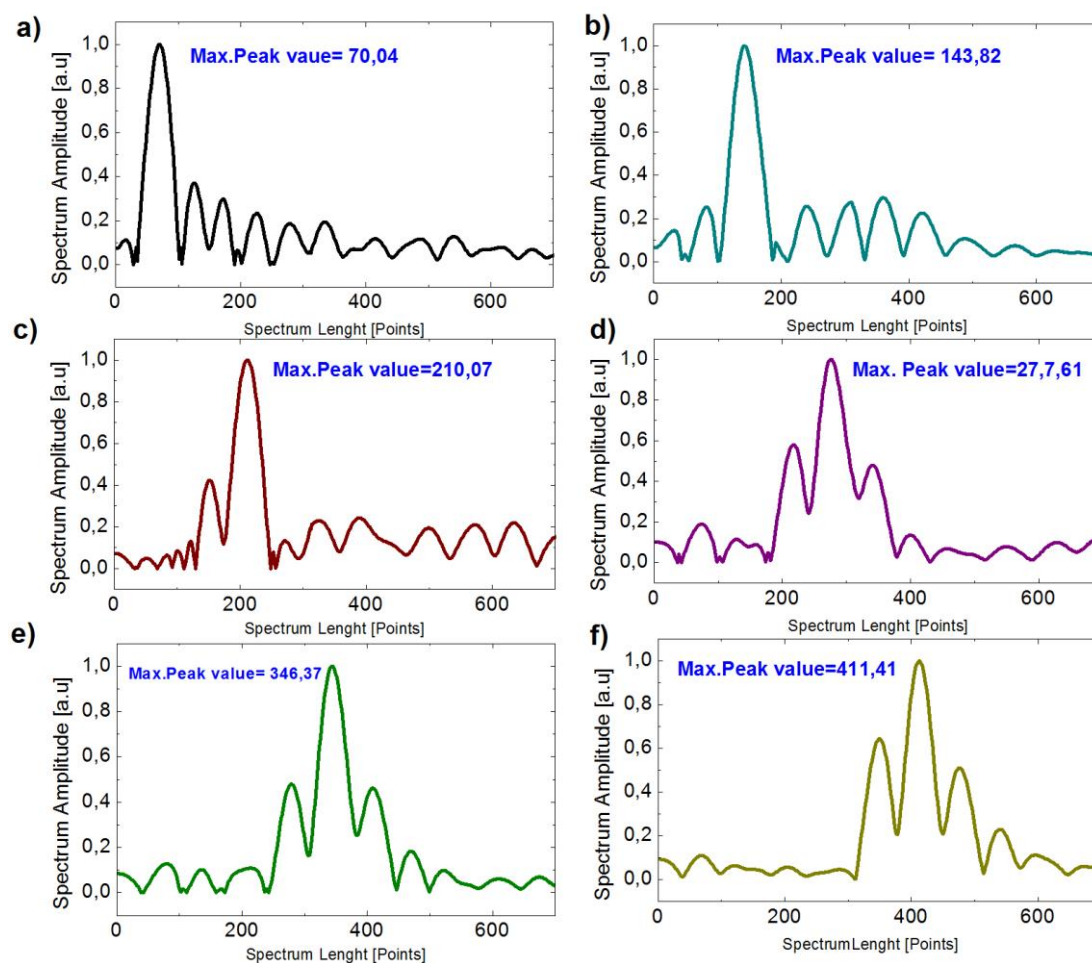 a)
Max.Peak vaue= 70,04
1,0
0,8
0,6
0,4
0,2
0,0
Spectrum Amplitude [a.u]
0 200 400 600
Spectrum Lenght [Points]
b)
Max.Peak value= 143,82
1,0
0,8
0,6
0,4
0,2
0,0
Spectrum Amplitude [a.u]
0 200 400 600
Spectrum Lenght [Points]
c)
Max.Peak value=210,07
1,0
0,8
0,6
0,4
0,2
0,0
Spectrum Amplitude [a.u]
0 200 400 600
Spectrum Lenght [Points]
d)
Max. Peak value=27,7,61
1,0
0,8
0,6
0,4
0,2
0,0
Spectrum Amplitude [a.u]
0 200 400 600
Spectrum Lenght [Points]
e)
Max.Peak value= 346,37
1,0
0,8
0,6
0,4
0,2
0,0
Spectrum Amplitude [a.u]
0 200 400 600
Spectrum Lenght [Points]
f)
Max.Peak value=411,41
1,0
0,8
0,6
0,4
0,2
0,0
Spectrum Amplitude [a.u]
0 200 400 600
SpectrumLenght [Points]